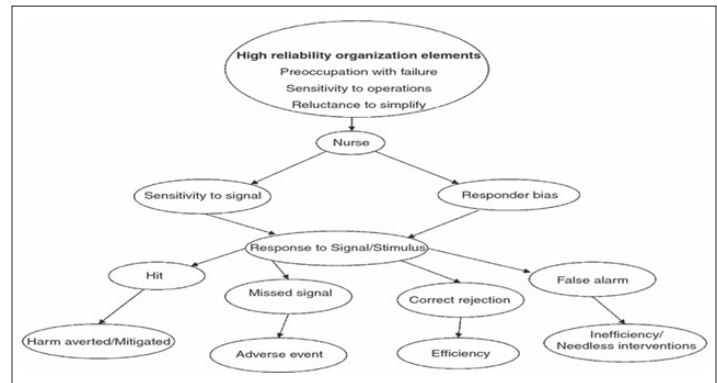 High reliability organization elements
Preoccupation with failure
Sensitivity to operations
Reluctance to simplify
Nurse
Sensitivity to signal
Responder bias
Response to Signal/Stimulus
Hit
Missed signal
Correct rejection
False alarm
Harm averted/Mitigated
Adverse event
Efficiency
Inefficiency/
Needless interventions